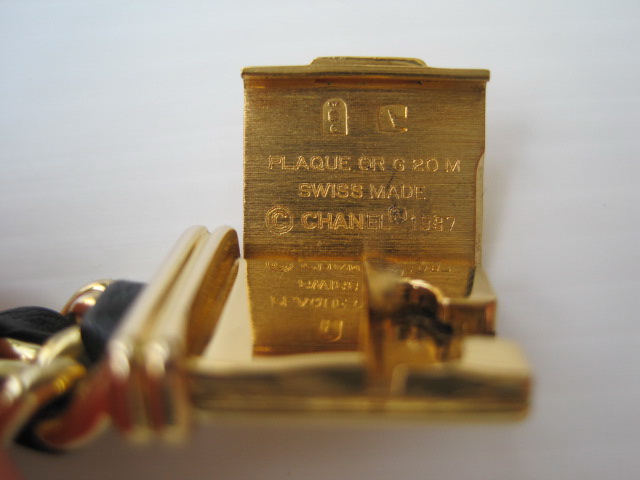 PLAQUE OR G 20 M
SWISS MADE
© CHANEL ® 1987